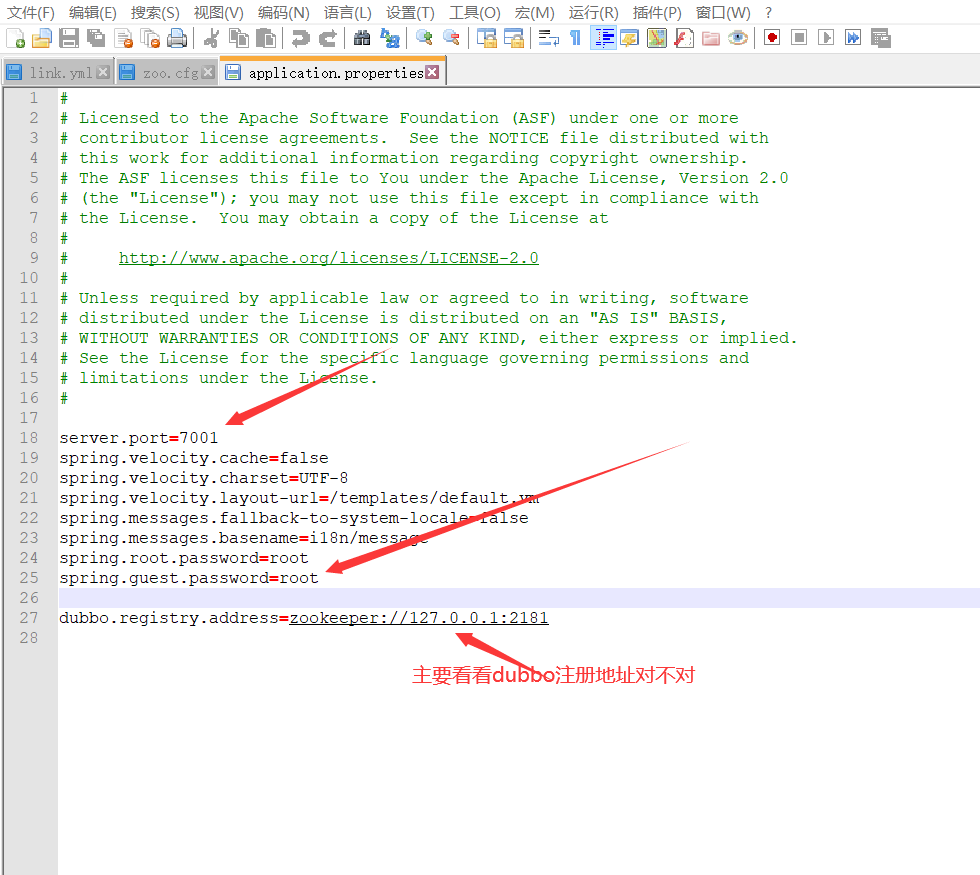 文件(F) 编辑(E) 搜索(S) 视图(V) 编码(N) 语言(L) 设置(T) 工具(O) 宏(M) 运行(R) 插件(P) 窗口(W) ?
link.yml zoo.cfg application.properties
1 #
2 # Licensed to the Apache Software Foundation (ASF) under one or more
3 # contributor license agreements.  See the NOTICE file distributed with
4 # this work for additional information regarding copyright ownership.
5 # The ASF licenses this file to You under the Apache License, Version 2.0
6 # (the "License"); you may not use this file except in compliance with
7 # the License.  You may obtain a copy of the License at
8 #
9 #     http://www.apache.org/licenses/LICENSE-2.0
10 #
11 # Unless required by applicable law or agreed to in writing, software
12 # distributed under the License is distributed on an "AS IS" BASIS,
13 # WITHOUT WARRANTIES OR CONDITIONS OF ANY KIND, either express or implied.
14 # See the License for the specific language governing permissions and
15 # limitations under the License.
16 #
17
18 server.port=7001
19 spring.velocity.cache=false
20 spring.velocity.charset=UTF-8
21 spring.velocity.layout-url=/templates/default.vm
22 spring.messages.fallback-to-system-locale=false
23 spring.messages.basename=i18n/message
24 spring.root.password=root
25 spring.guest.password=root
26
27 dubbo.registry.address=zookeeper://127.0.0.1:2181
28
主要看看dubbo注册地址对不对